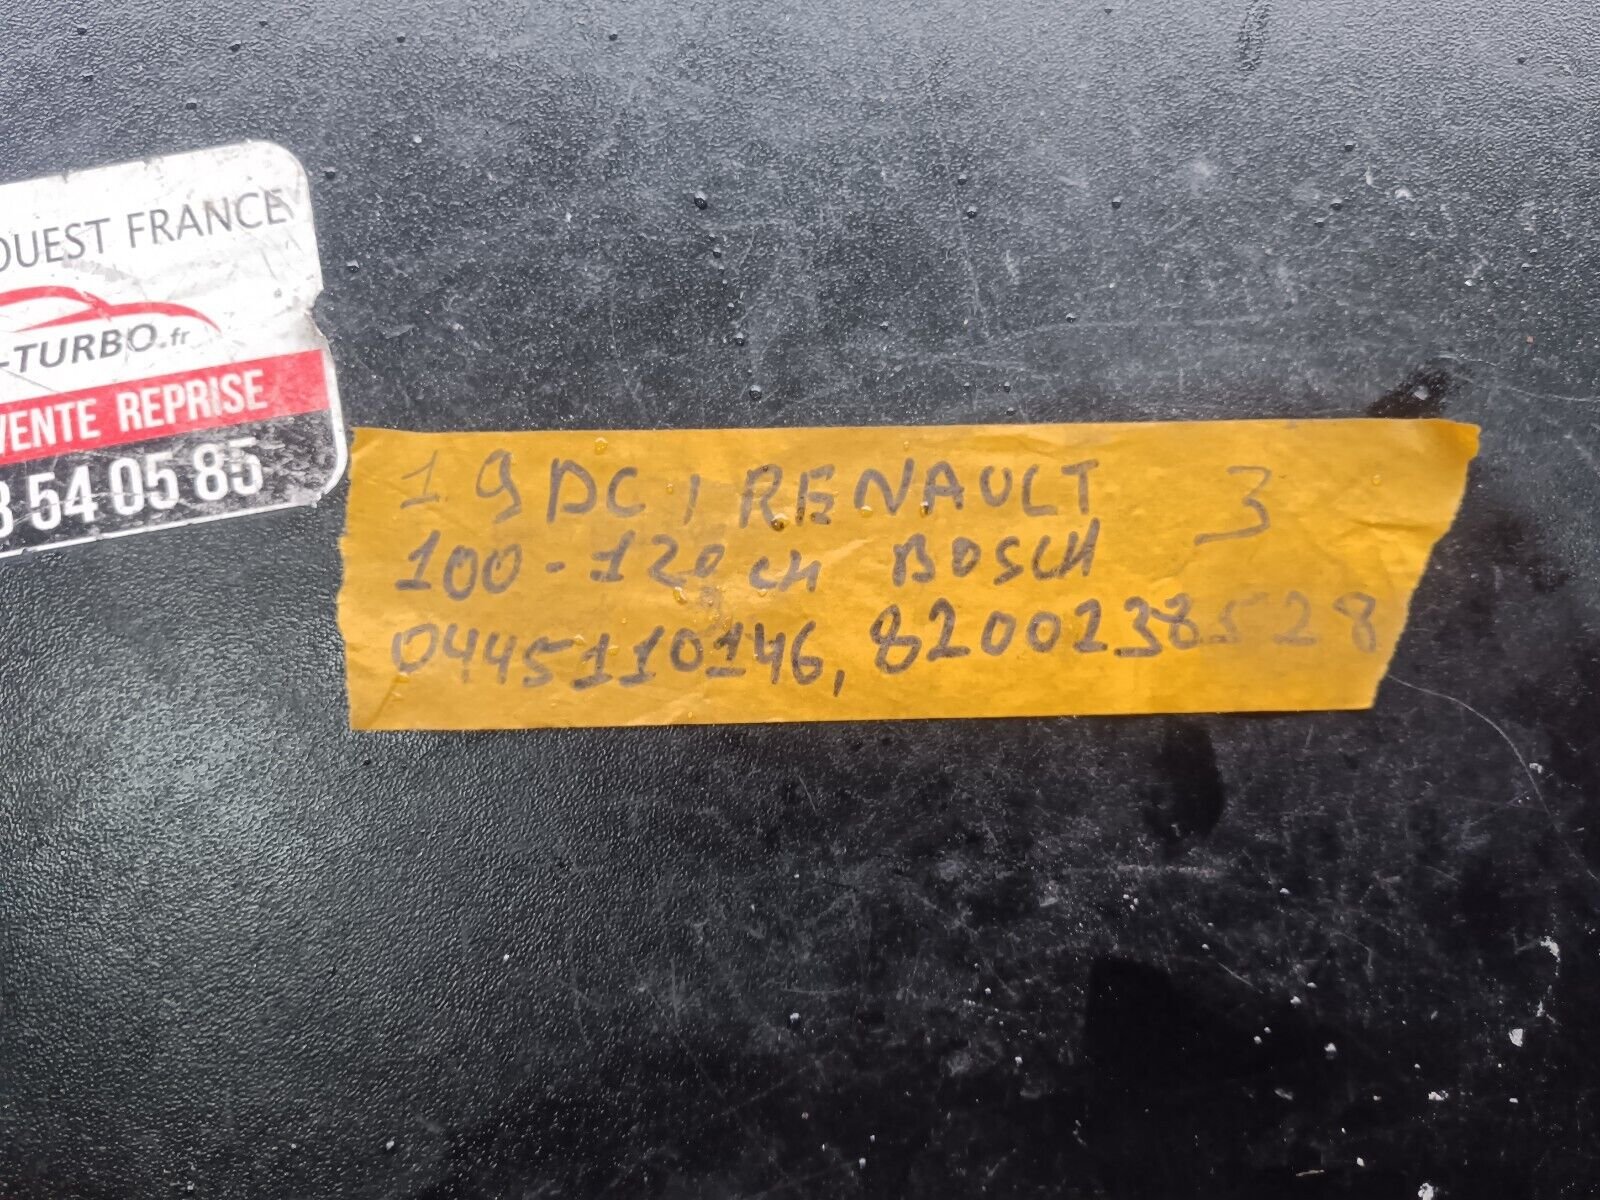 OUEST FRANCE
-TURBO.fr
VENTE REPRISE
3 54 05 85
1 9 DC I RENAULT 3
100-120 CH BOSCH
0445110146, 8200238528